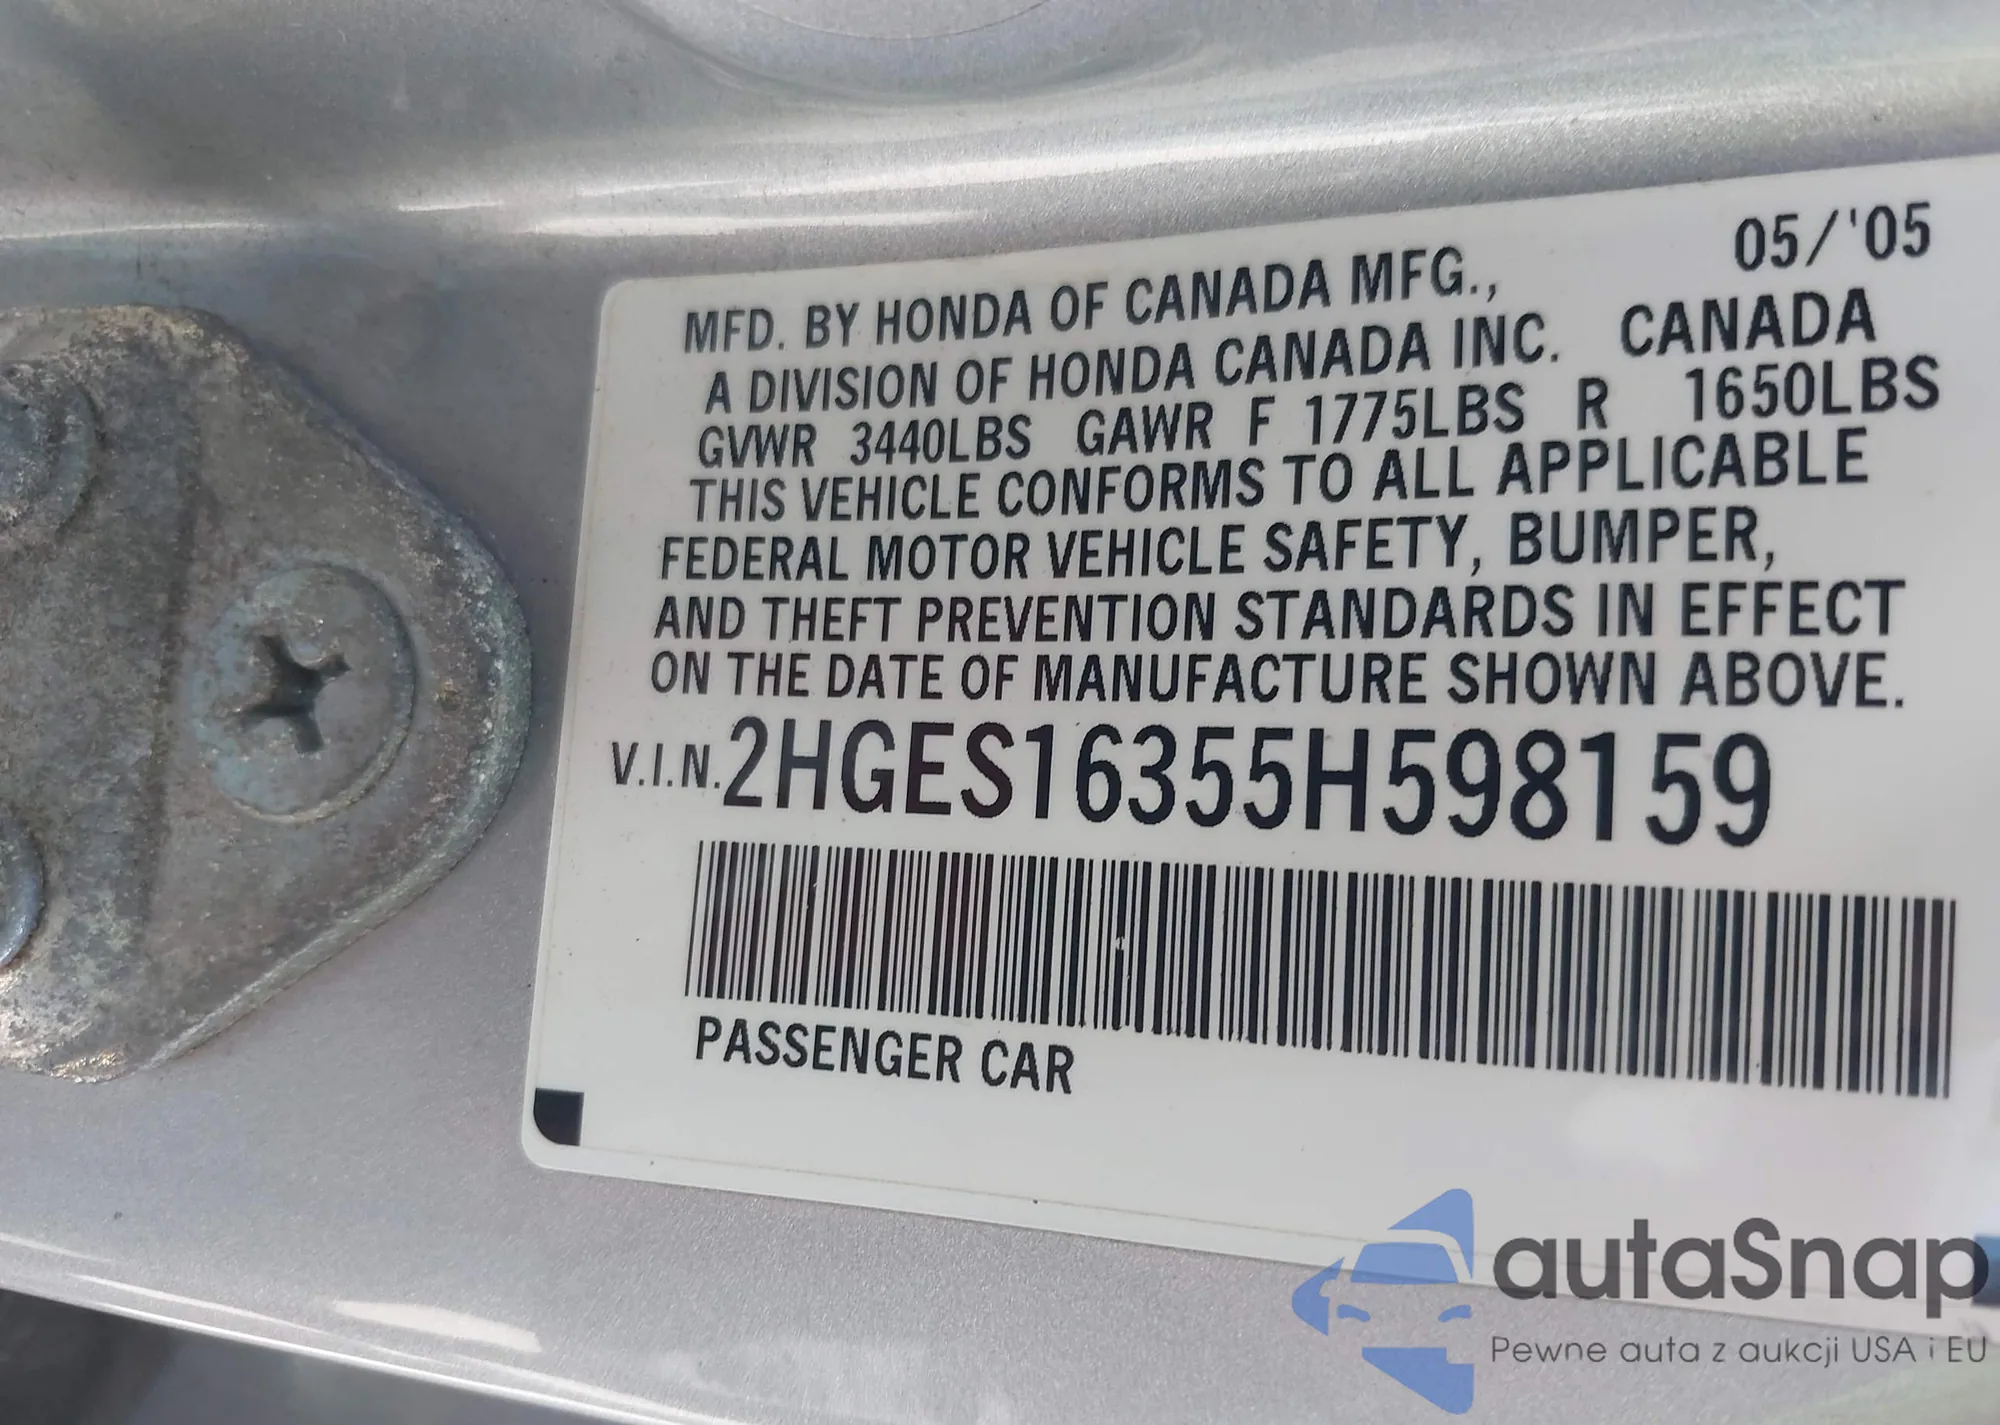 05/'05
MFD. BY HONDA OF CANADA MFG.,
A DIVISION OF HONDA CANADA INC. CANADA
GVWR 3440LBS GAWR F 1775LBS R 1650LBS
THIS VEHICLE CONFORMS TO ALL APPLICABLE
FEDERAL MOTOR VEHICLE SAFETY, BUMPER,
AND THEFT PREVENTION STANDARDS IN EFFECT
ON THE DATE OF MANUFACTURE SHOWN ABOVE.
V.I.N. 2HGES16355H598159
PASSENGER CAR
autaSnap
Pewne auta z aukcji USA i EU